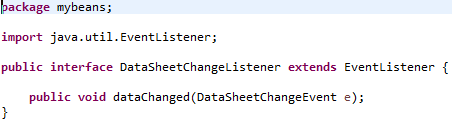 package mybeans;
import java.util.EventListener;
public interface DataSheetChangeListener extends EventListener {
public void dataChanged(DataSheetChangeEvent e);
}